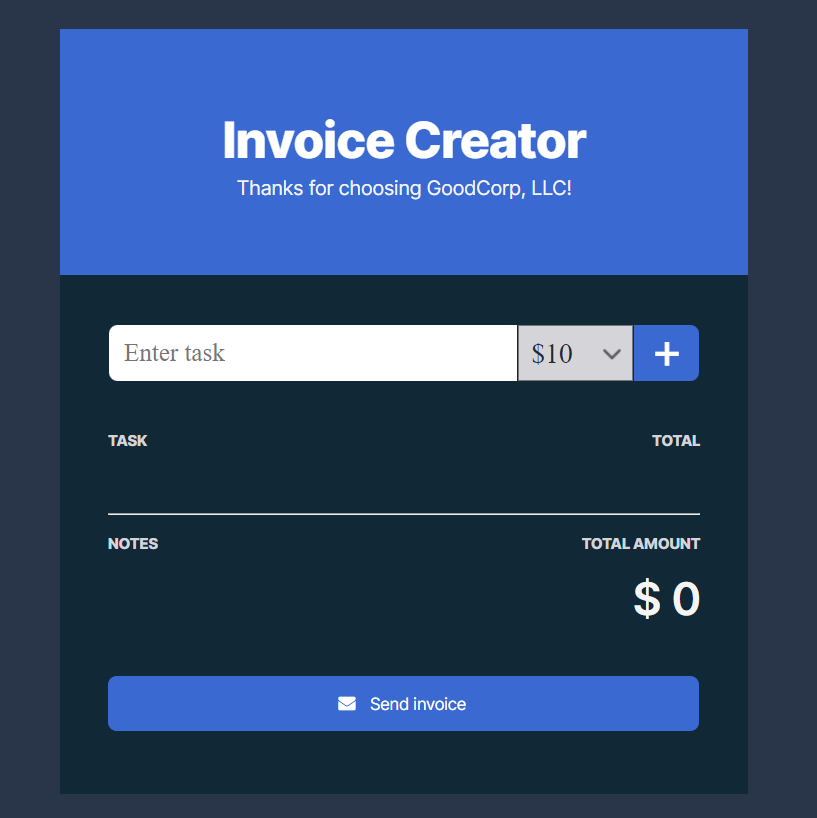 Invoice Creator
Thanks for choosing GoodCorp, LLC!
Enter task $10 +
TASK TOTAL
NOTES TOTAL AMOUNT
$ 0
Send invoice